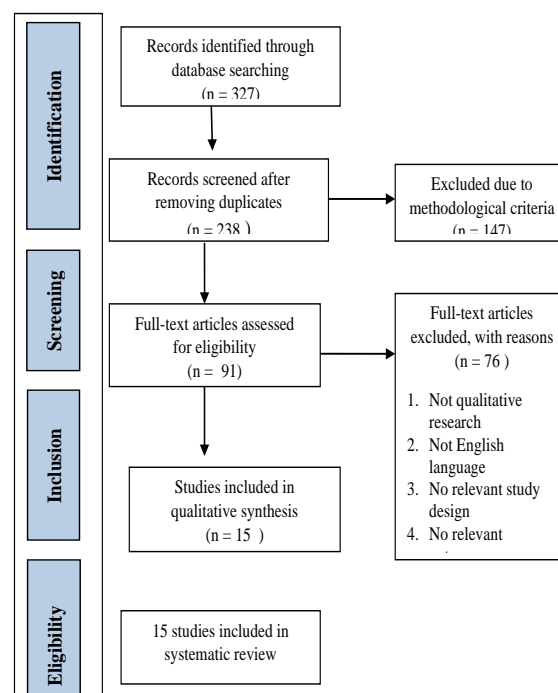 Identification
Records identified through
database searching
(n = 327)
Records screened after
removing duplicates
(n = 238 )
Excluded due to
methodological criteria
(n = 147)
Screening
Full-text articles assessed
for eligibility
(n = 91)
Full-text articles
excluded, with reasons
(n = 76 )
1. Not qualitative
research
2. Not English
language
3. No relevant study
design
4. No relevant
Inclusion
Studies included in
qualitative synthesis
(n = 15 )
Eligibility
15 studies included in
systematic review